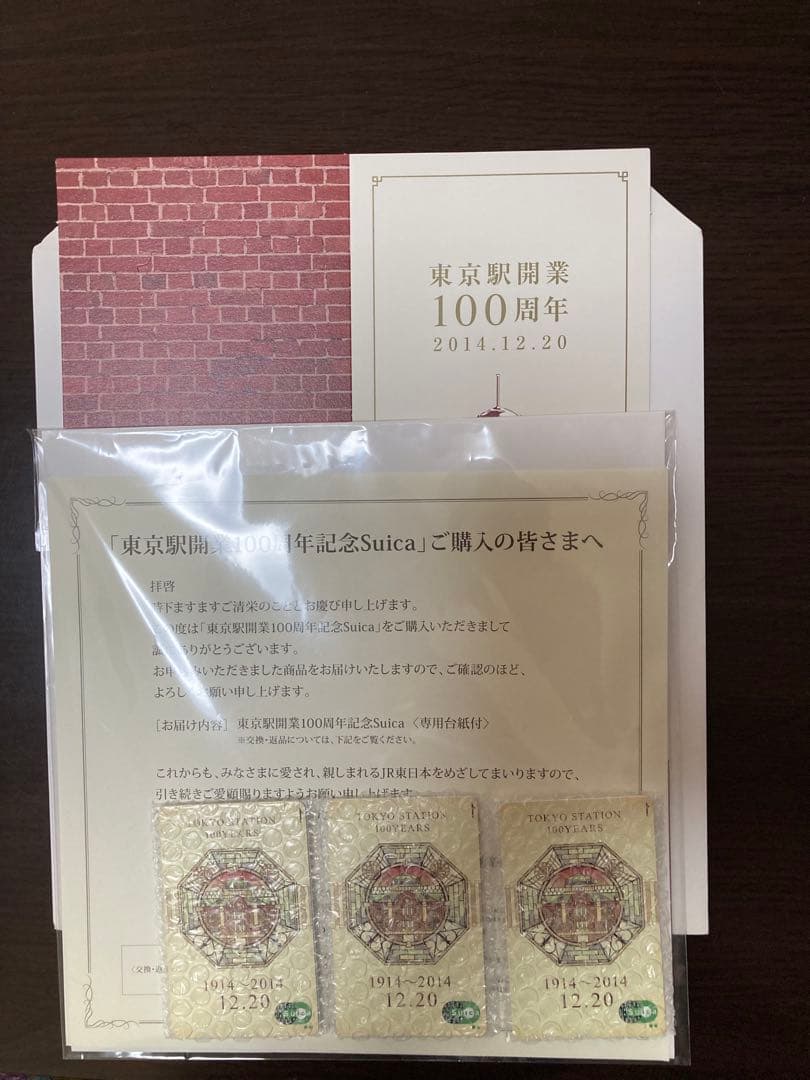 東京駅開業
100周年
2014.12.20
「東京駅開業100周年記念Suica」ご購入の皆さまへ
拝啓
時下ますますご清栄のこととお慶び申し上げます。
この度は「東京駅開業100周年記念Suica」をご購入いただきまして
誠にありがとうございます。
お申込みいただきました商品をお届けいたしますので、ご確認のほど、
よろしくお願い申し上げます。
[お届け内容] 東京駅開業100周年記念Suica〈専用台紙付〉
※交換・返品については、下記をご覧ください。
これからも、みなさまに愛され、親しまれるJR東日本をめざしてまいりますので、
引き続きご愛顧賜りますようお願い申し上げます。
〈交換・返
TOKYO STATION
100YEARS
1914～2014
12.20
Suica
TOKYO STATION
100YEARS
1914～2014
12.20
Suica
TOKYO STATION
100YEARS
1914～2014
12.20
Suica